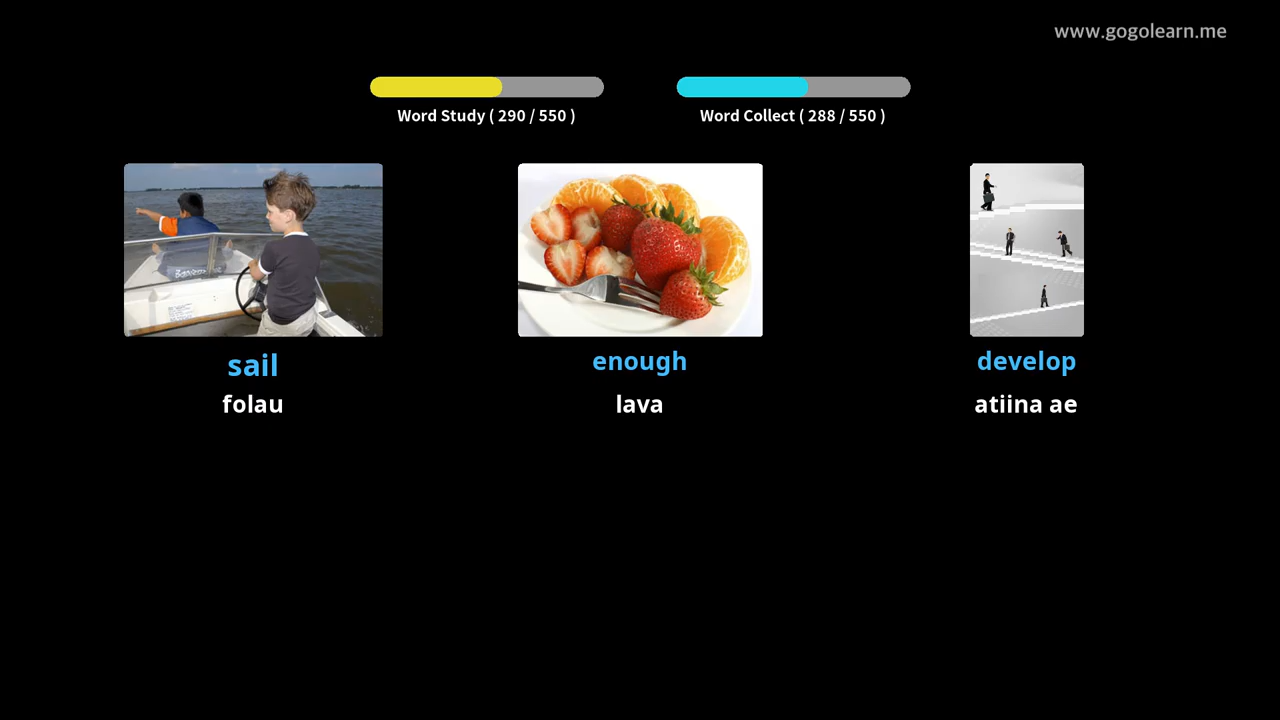 www.gogolearn.me
Word Study ( 290 / 550 )
Word Collect ( 288 / 550 )
sail
enough
develop
folau
lava
atiina ae